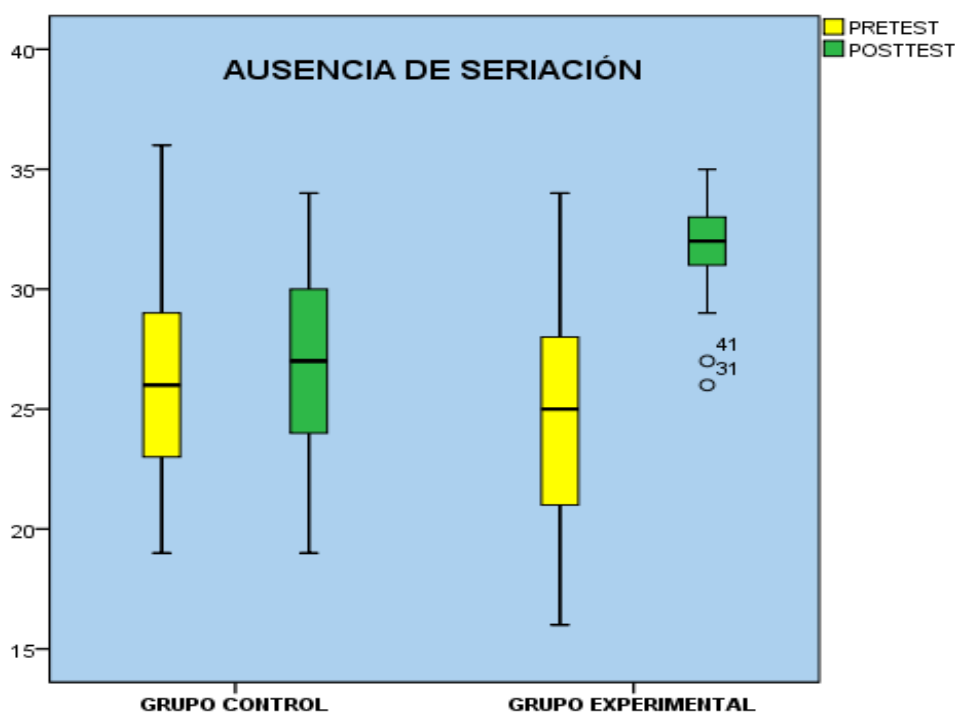 PRETEST
POSTTEST
AUSENCIA DE SERIACIÓN
40
35
30
25
20
15
41
31
GRUPO CONTROL
GRUPO EXPERIMENTAL